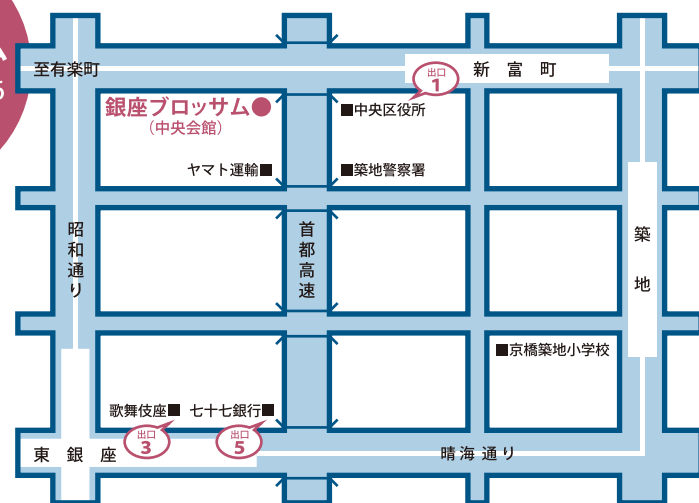 至有楽町
出口
1
新富町
銀座ブロッサム
(中央会館)
中央区役所
ヤマト運輸
築地警察署
昭和通り
首都高速
築地
京橋築地小学校
歌舞伎座
七十七銀行
出口
3
出口
5
東銀座
晴海通り